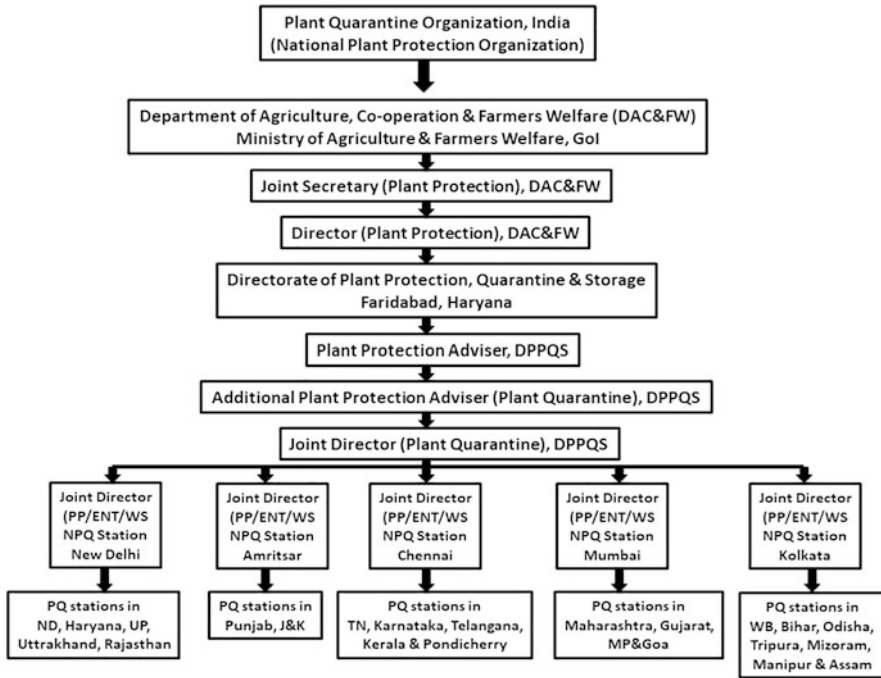 Plant Quarantine Organization, India
(National Plant Protection Organization)
Department of Agriculture, Co-operation & Farmers Welfare (DAC&FW)
Ministry of Agriculture & Farmers Welfare, GoI
Joint Secretary (Plant Protection), DAC&FW
Director (Plant Protection), DAC&FW
Directorate of Plant Protection, Quarantine & Storage
Faridabad, Haryana
Plant Protection Adviser, DPPQS
Additional Plant Protection Adviser (Plant Quarantine), DPPQS
Joint Director (Plant Quarantine), DPPQS
Joint Director
(PP/ENT/WS
NPQ Station
New Delhi
Joint Director
(PP/ENT/WS
NPQ Station
Amritsar
Joint Director
(PP/ENT/WS
NPQ Station
Chennai
Joint Director
(PP/ENT/WS
NPQ Station
Mumbai
Joint Director
(PP/ENT/WS
NPQ Station
Kolkata
PQ stations in
ND, Haryana, UP,
Uttrakhand, Rajasthan
PQ stations in
Punjab, J&K
PQ stations in
TN, Karnataka, Telangana,
Kerala & Pondicherry
PQ stations in
Maharashtra, Gujarat,
MP&Goa
PQ stations in
WB, Bihar, Odisha,
Tripura, Mizoram,
Manipur & Assam